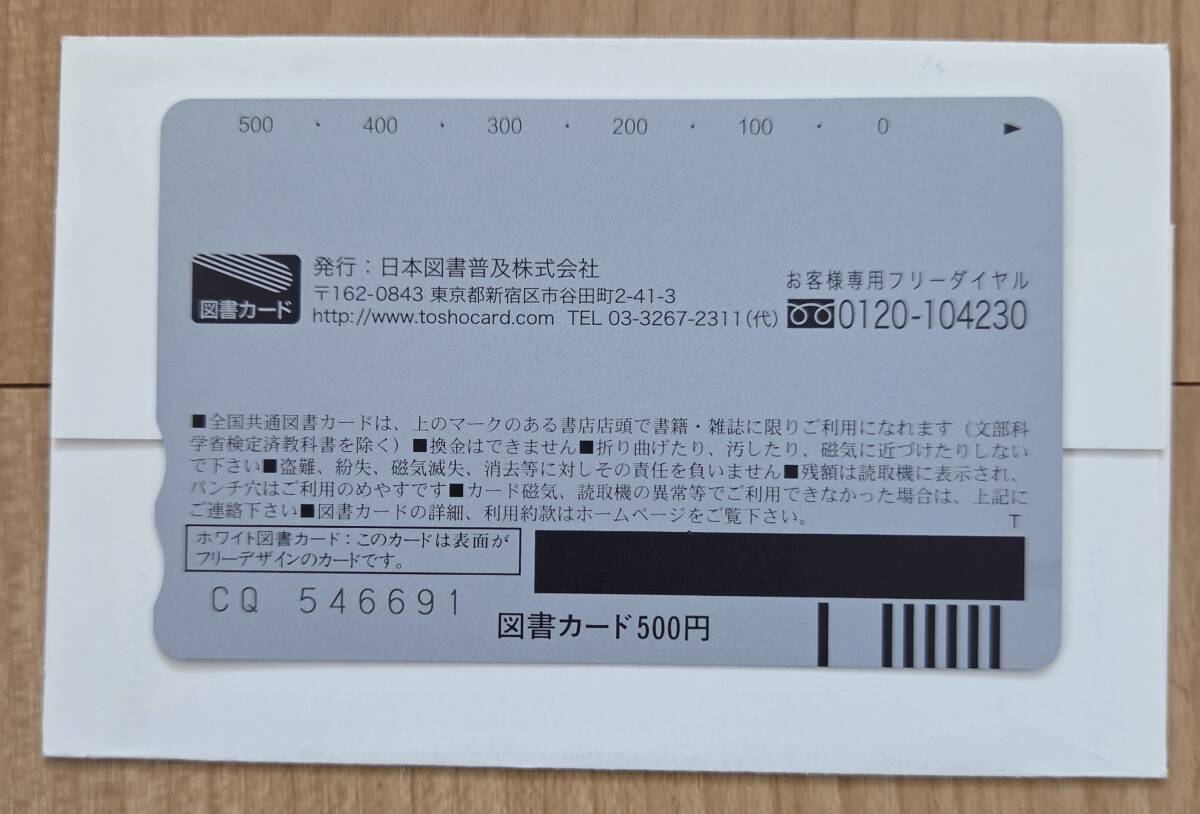 500 ・ 400 ・ 300 ・ 200 ・ 100 ・ 0 ▶
図書カード
発行：日本図書普及株式会社
〒162-0843 東京都新宿区市谷田町2-41-3
http://www.toshocard.com TEL 03-3267-2311(代)
お客様専用フリーダイヤル
0120-104230
■全国共通図書カードは、上のマークのある書店店頭で書籍・雑誌に限りご利用になれます（文部科
学省検定済教科書を除く）■換金はできません■折り曲げたり、汚したり、磁気に近づけたりしない
で下さい■盗難、紛失、磁気滅失、消去等に対しその責任を負いません■残額は読取機に表示され、
パンチ穴はご利用のめやすです■カード磁気、読取機の異常等でご利用できなかった場合は、上記に
ご連絡下さい■図書カードの詳細、利用約款はホームページをご覧下さい。
T
ホワイト図書カード：このカードは表面が
フリーデザインのカードです。
CQ 546691
図書カード500円